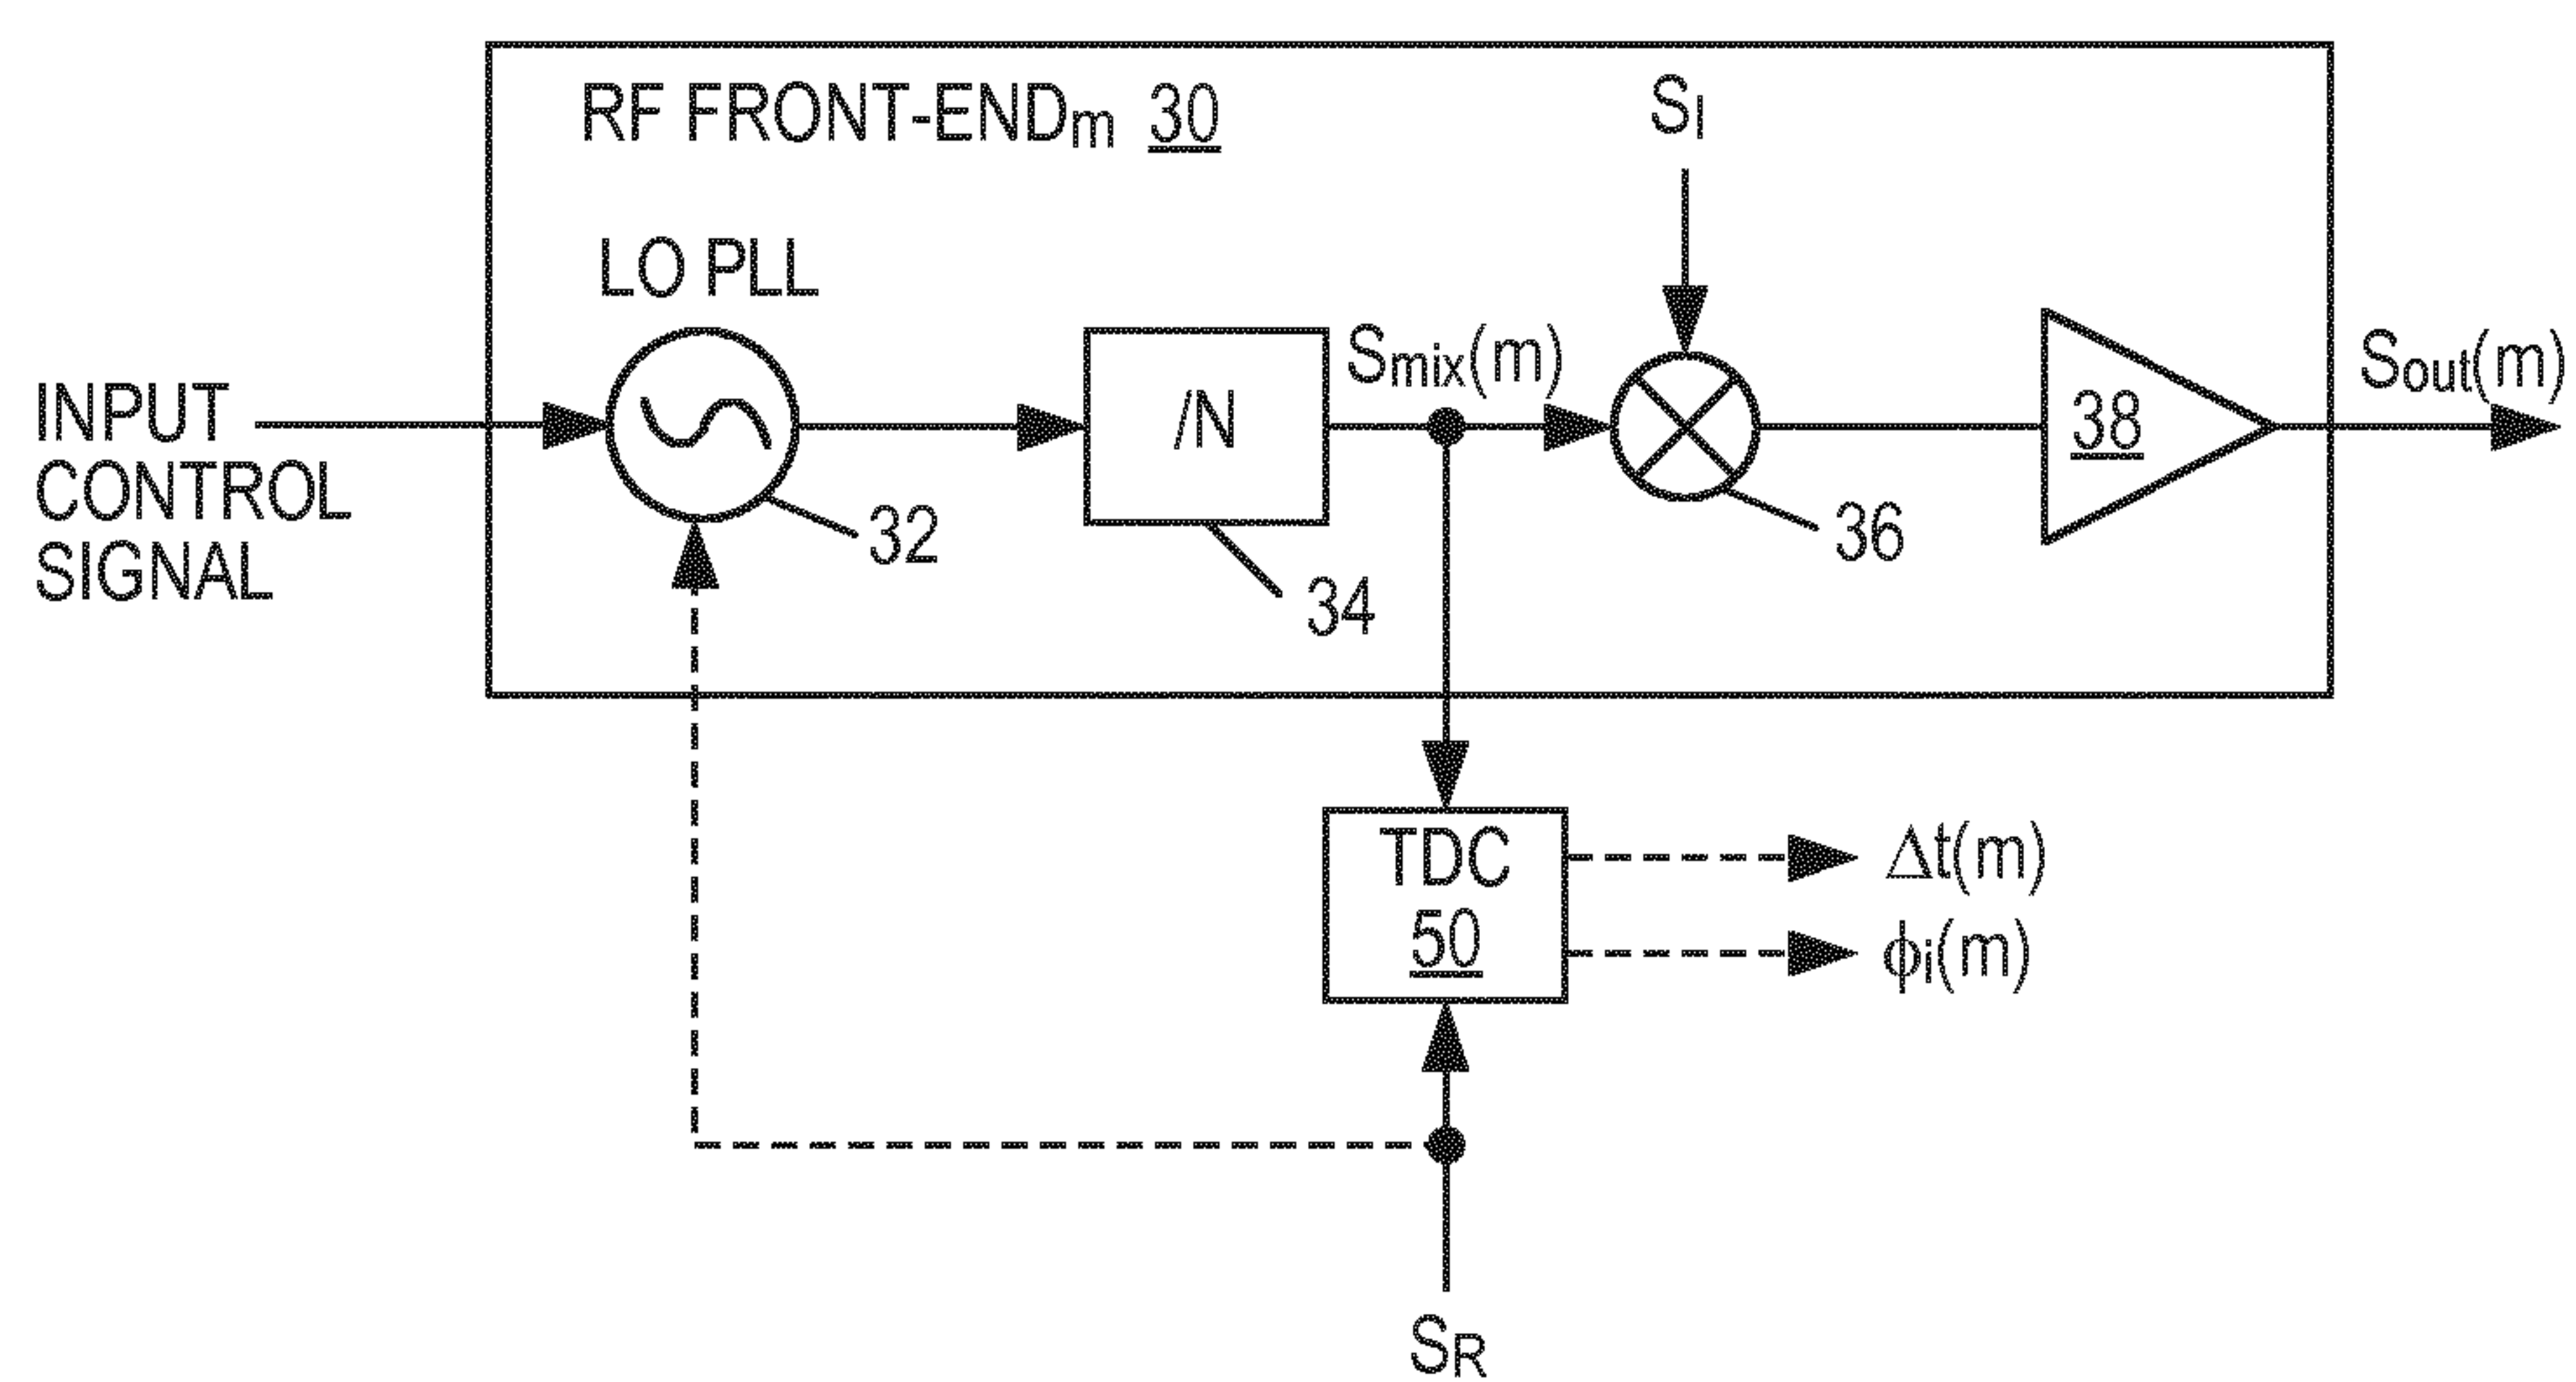 RF FRONT-ENDm 30
SI
LO PLL
INPUT
CONTROL
SIGNAL
32
/N
34
Smix(m)
36
38
Sout(m)
TDC
50
Δt(m)
ϕi(m)
SR